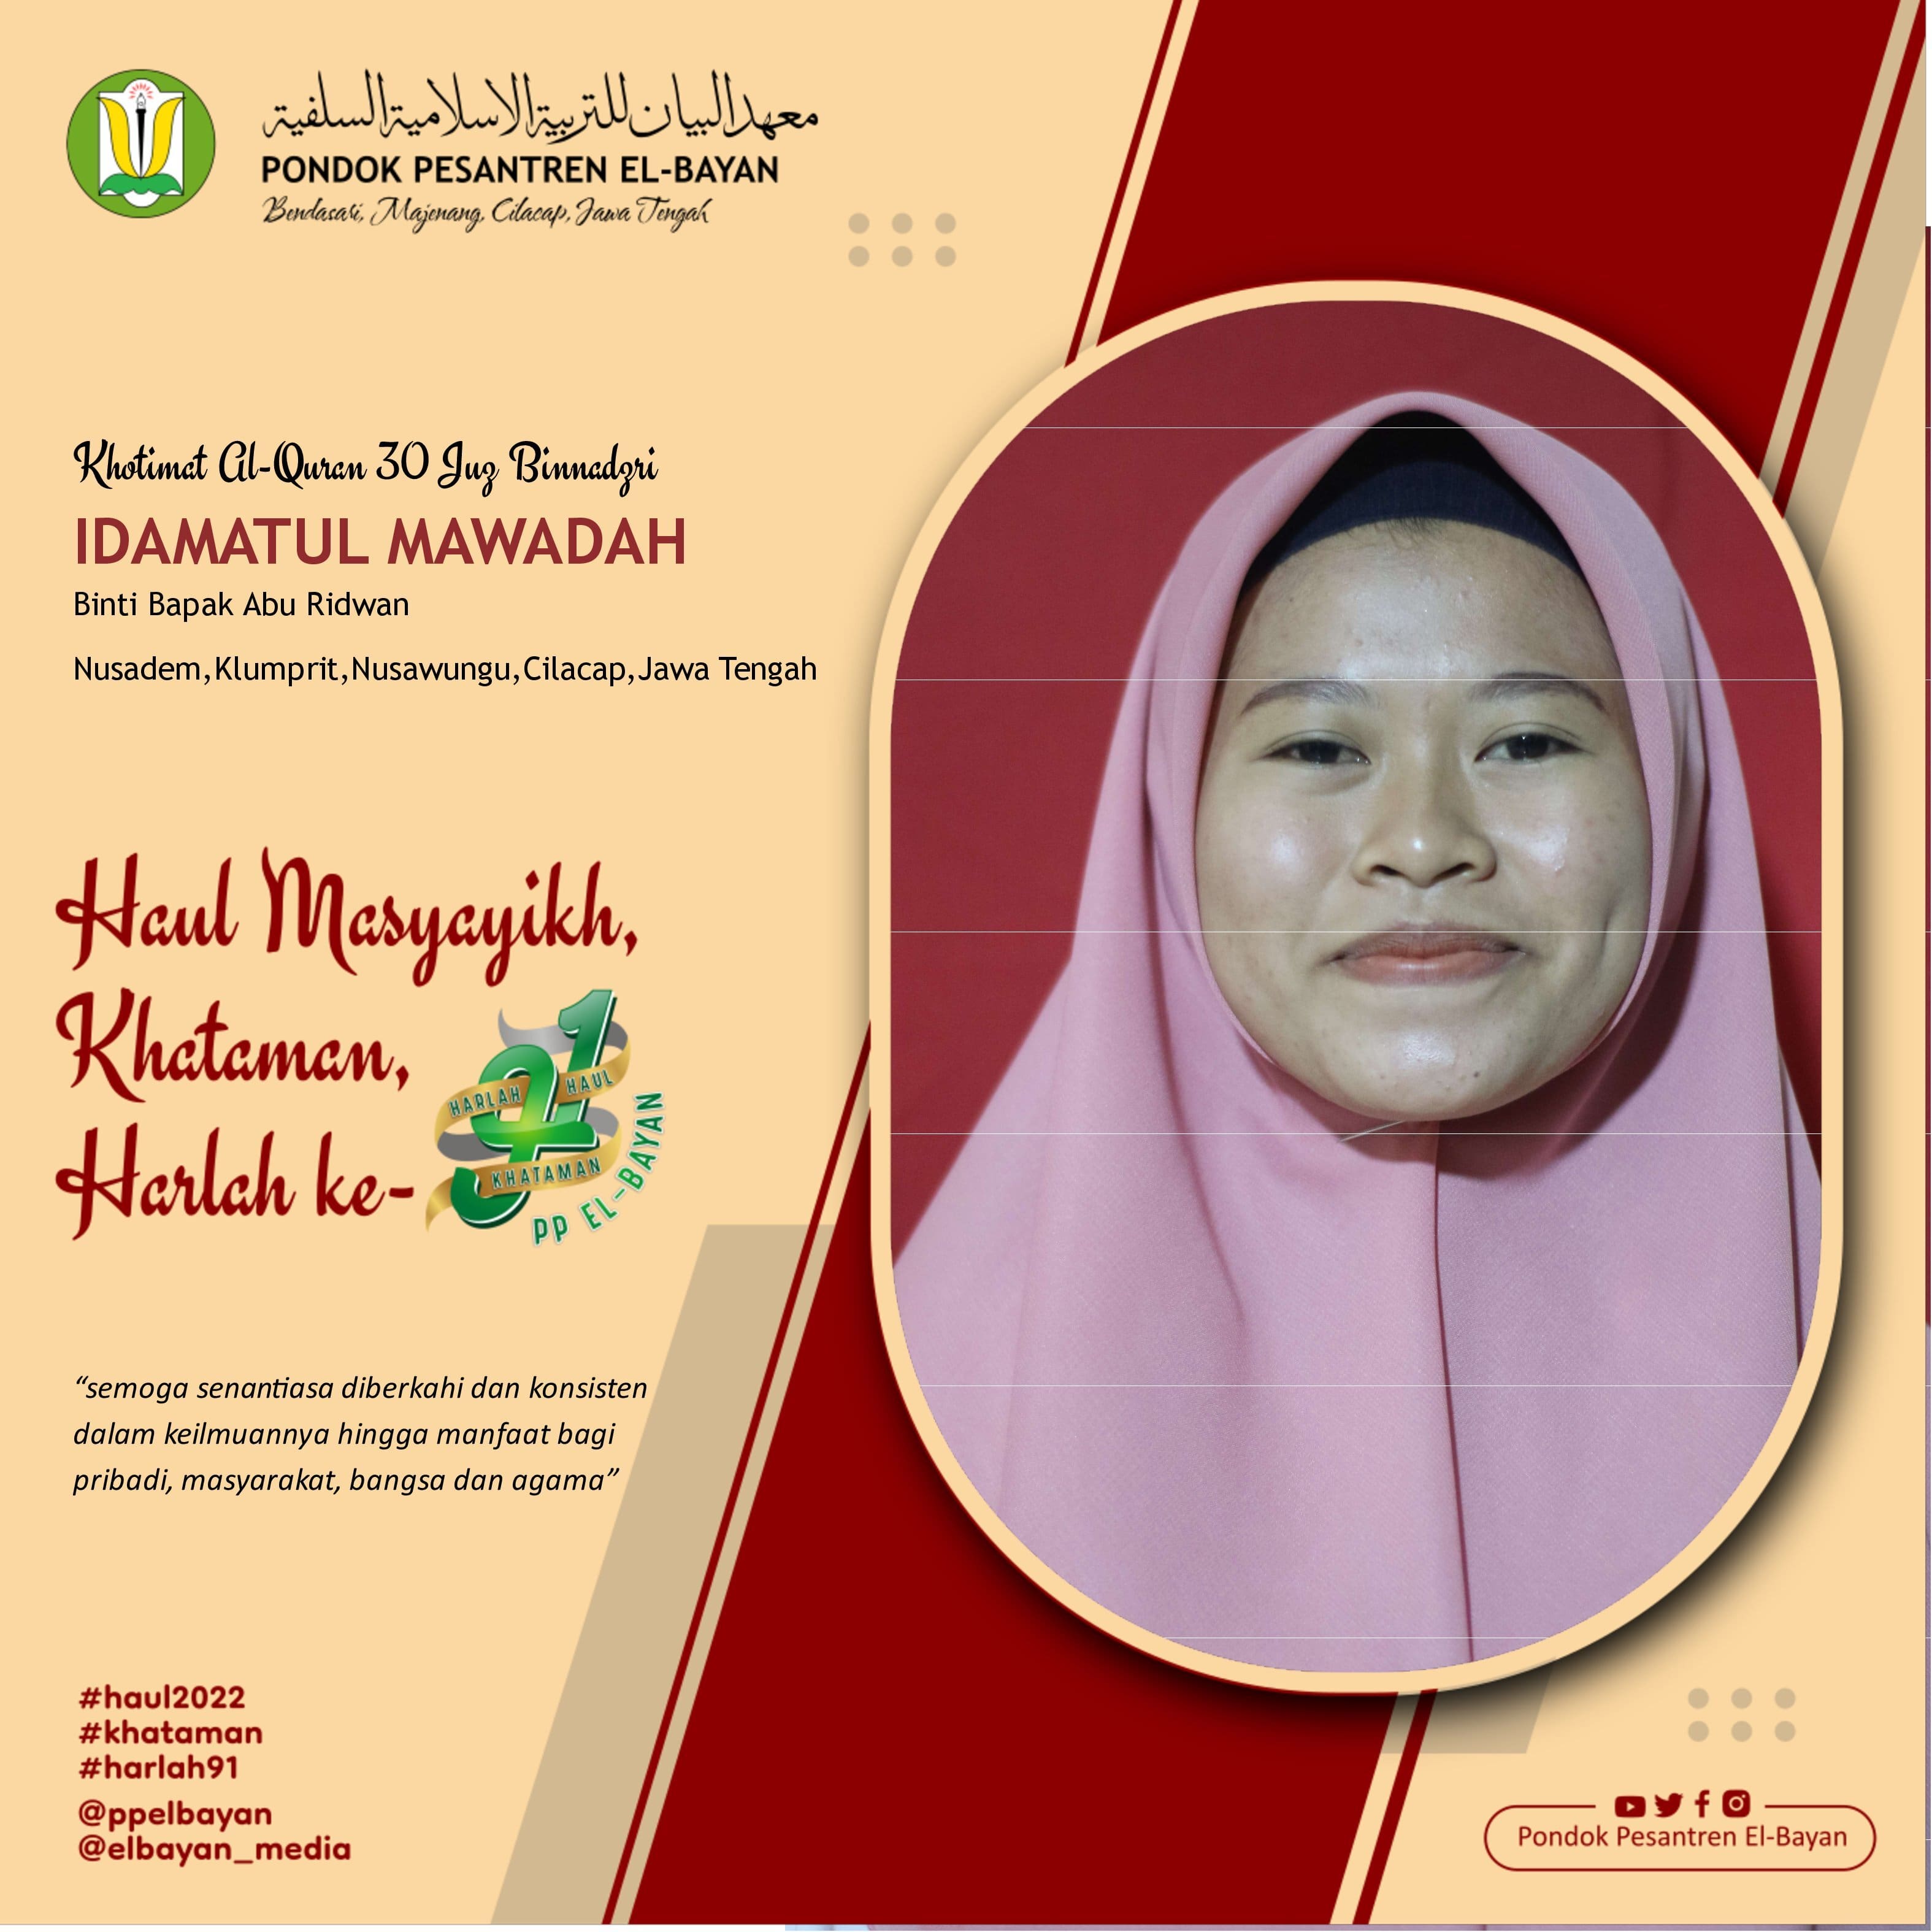 معهد البيان للتربية الاسلامية السلفية
PONDOK PESANTREN EL-BAYAN
Bendasari, Majenang, Cilacap, Jawa Tengah
Khotimat Al-Quran 30 Juz Binnadzri
IDAMATUL MAWADAH
Binti Bapak Abu Ridwan
Nusadem,Klumprit,Nusawungu,Cilacap,Jawa Tengah
Haul Masyayikh,
Khataman,
Harlah ke-
91
HARLAH HAUL
KHATAMAN
PP EL-BAYAN
“semoga senantiasa diberkahi dan konsisten
dalam keilmuannya hingga manfaat bagi
pribadi, masyarakat, bangsa dan agama”
#haul2022
#khataman
#harlah91
@ppelbayan
@elbayan_media
Pondok Pesantren El-Bayan